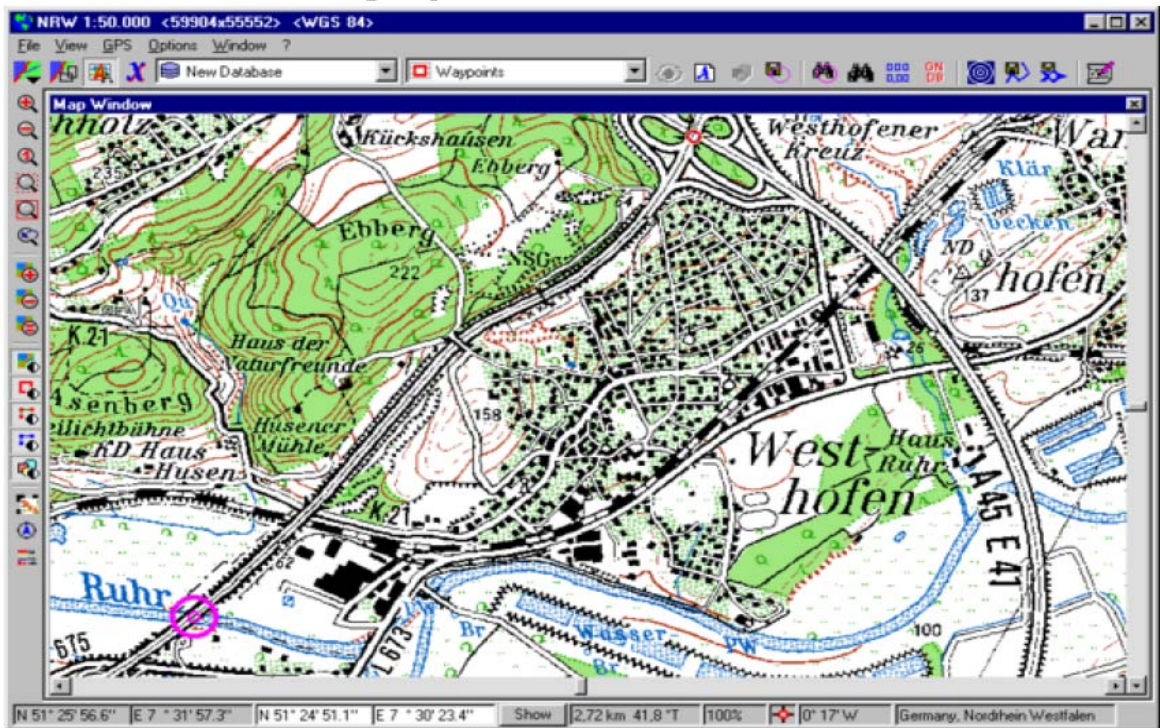 NRW 1:50.000 <59904x55552> <WGS 84>
File View GPS Options Window ?
New Database Waypoints
Map Window
Kückshausen
Westhofener
Kreuz
235
Ebberg
Klär
becken
Ebberg
222
NSG
ND
hofen
137
Qu
K 21
Haus der
Naturfreunde
Asenberg
158
Husener
Mühle
KD Haus
Husen
West-
hofen
Haus
Ruhr
A 45 E 41
K 21
62
Ruhr
PW
Br
Wasser-
PW
100
675
L 673
Br
N 51° 25' 56.6" E 7 ° 31' 57.3" N 51° 24' 51.1" E 7 ° 30' 23.4" Show 2,72 km 41,8 °T 100% 0° 17' W Germany, Nordrhein Westfalen